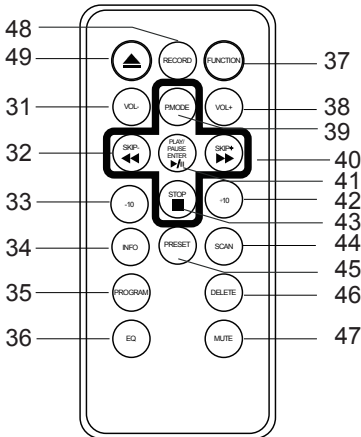 48
49
RECORD
FUNCTION
37
31
VOL-
P.MODE
VOL+
38
39
32
SKIP-
PLAY/
PAUSE
ENTER
SKIP+
40
41
33
-10
STOP
-10
42
43
34
INFO
PRESET
SCAN
44
45
35
PROGRAM
DELETE
46
36
EQ
MUTE
47